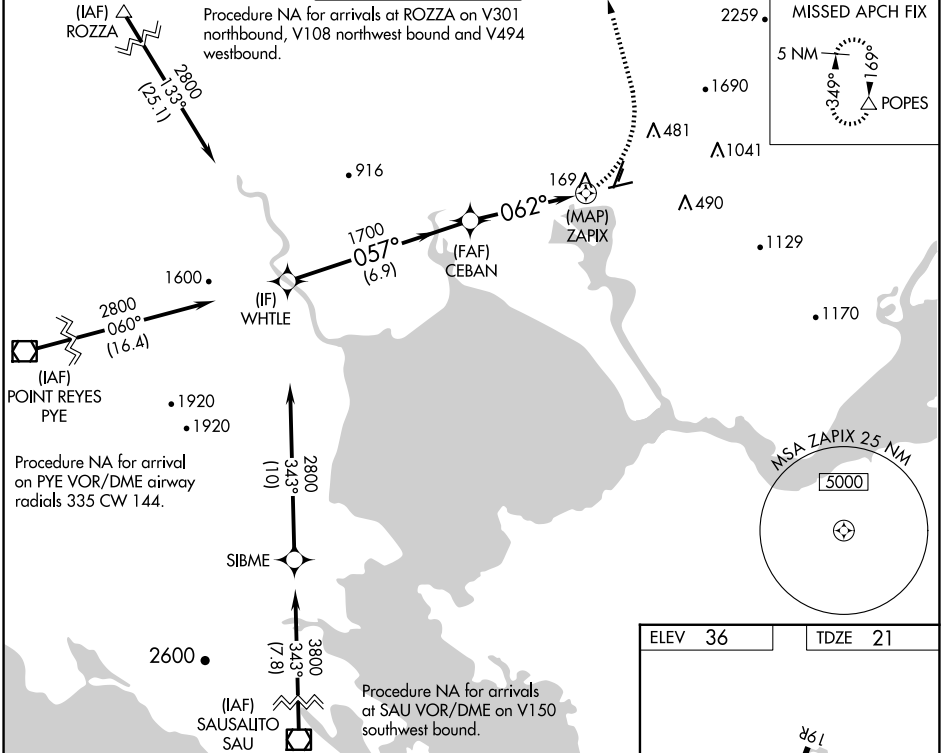 (IAF)
ROZZA
Procedure NA for arrivals at ROZZA on V301
northbound, V108 northwest bound and V494
westbound.
2259
MISSED APCH FIX
5 NM
349°
169°
POPES
2800
133°
(25.1)
1690
481
1041
916
169
490
062°
(MAP)
ZAPIX
1700
057°
(6.9)
(FAF)
CEBAN
1129
1600
(IF)
WHTLE
2800
060°
(16.4)
1170
(IAF)
POINT REYES
PYE
1920
1920
Procedure NA for arrival
on PYE VOR/DME airway
radials 335 CW 144.
2800
343°
(10)
MSA ZAPIX 25 NM
5000
SIBME
3800
343°
(7.8)
2600
(IAF)
SAUSALITO
SAU
Procedure NA for arrivals
at SAU VOR/DME on V150
southwest bound.
ELEV 36
TDZE 21
19R